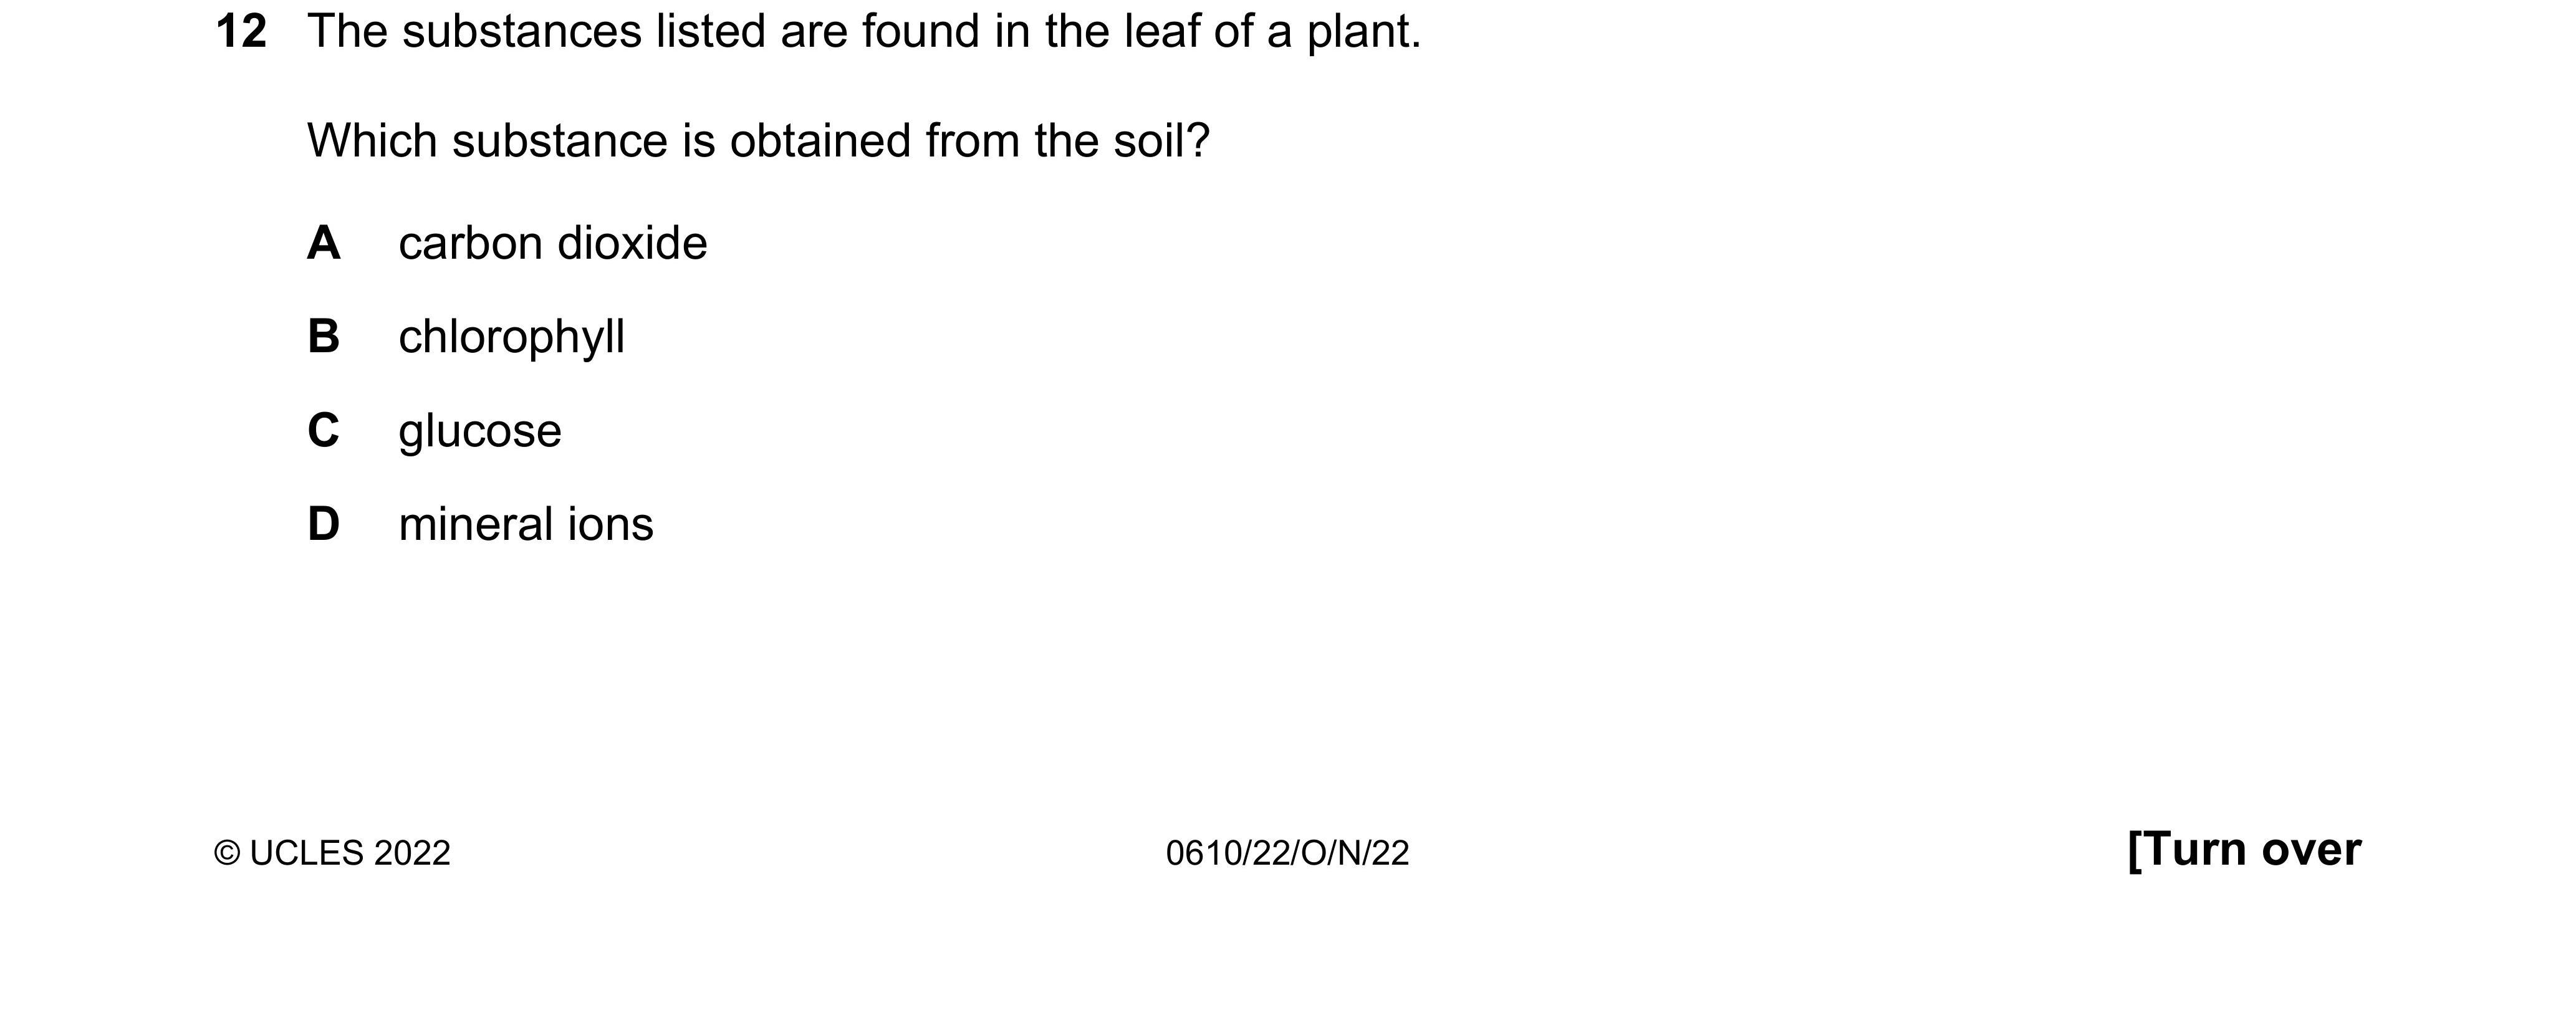 12 The substances listed are found in the leaf of a plant.
Which substance is obtained from the soil?
A carbon dioxide
B chlorophyll
C glucose
D mineral ions
© UCLES 2022 0610/22/O/N/22 [Turn over